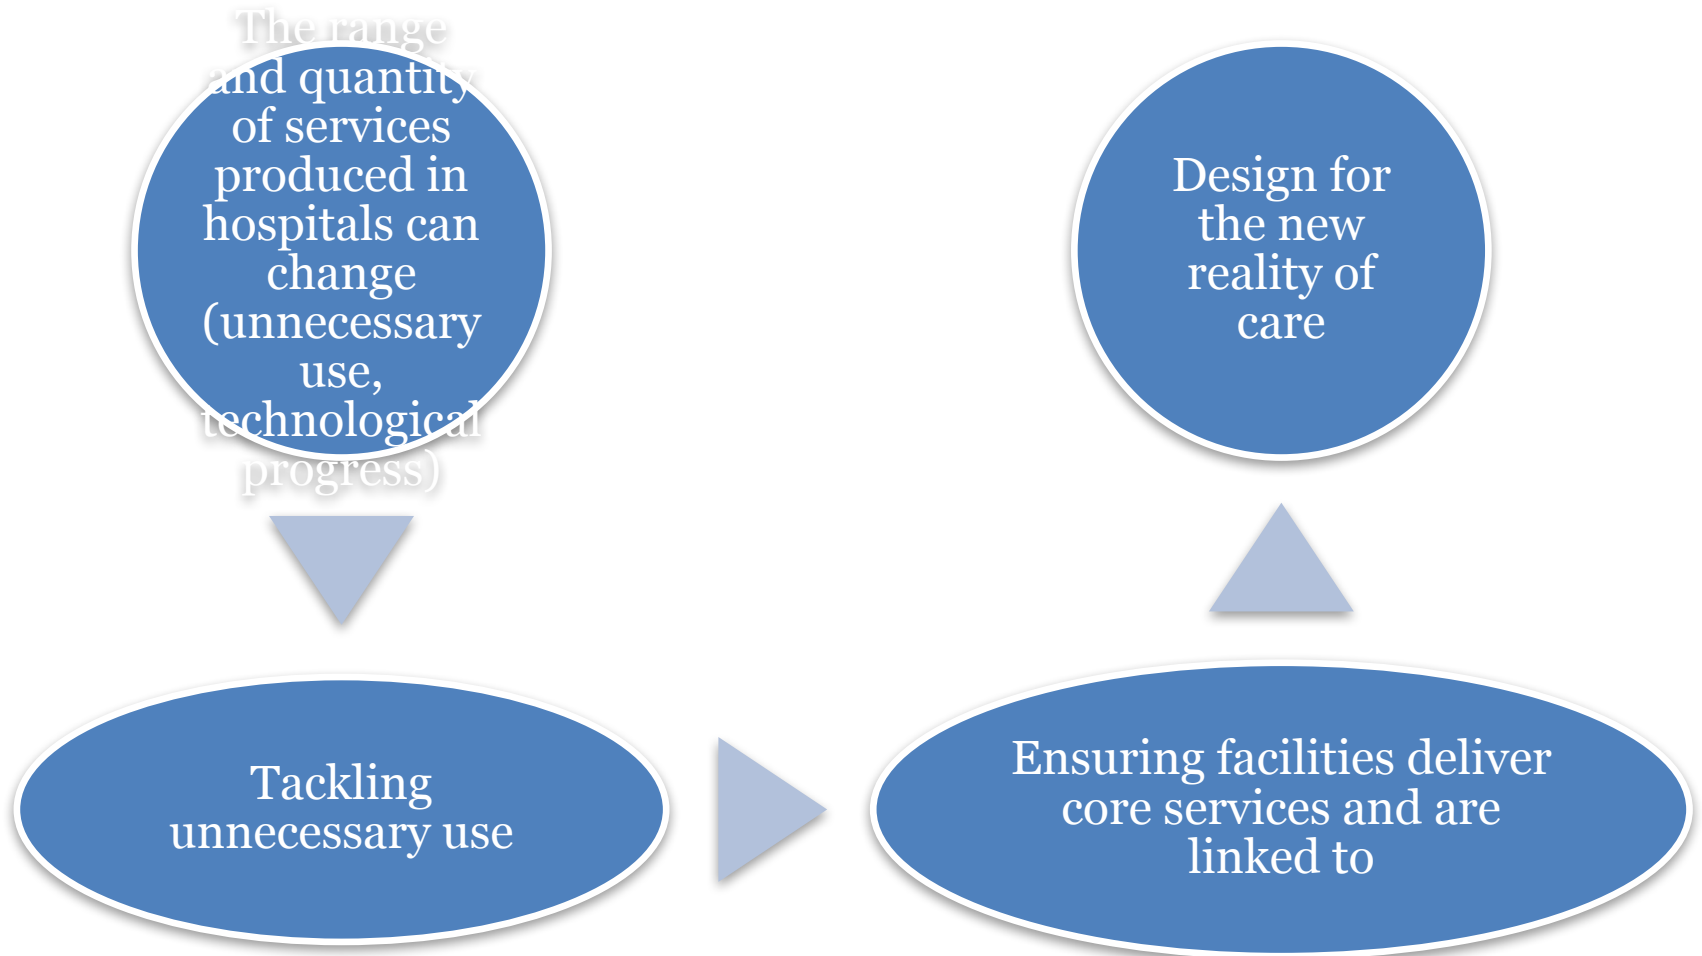 The range
and quantity
of services
produced in
hospitals can
change
(unnecessary
use,
technological
progress)
Tackling
unnecessary use
Ensuring facilities deliver
core services and are
linked to
Design for
the new
reality of
care